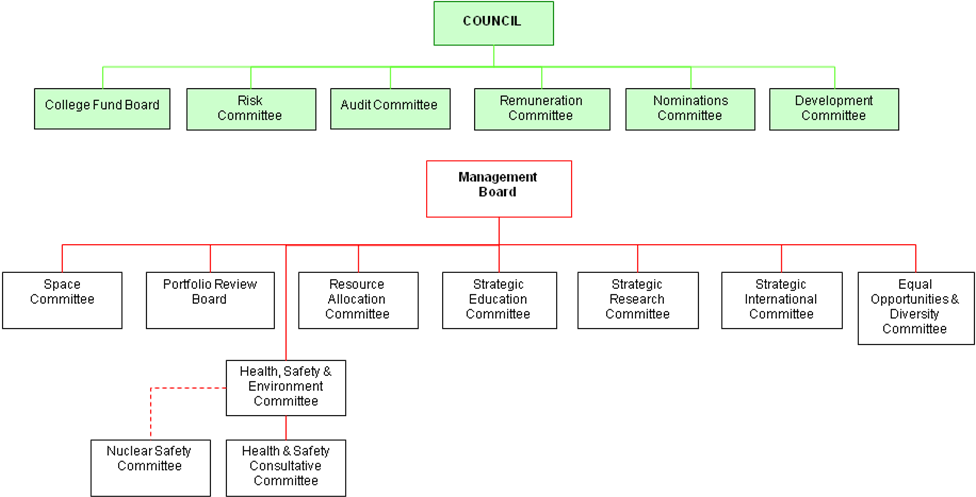 COUNCIL
College Fund Board
Risk
Committee
Audit Committee
Remuneration
Committee
Nominations
Committee
Development
Committee
Management
Board
Space
Committee
Portfolio Review
Board
Resource
Allocation
Committee
Strategic
Education
Committee
Strategic
Research
Committee
Strategic
International
Committee
Equal
Opportunities &
Diversity
Committee
Health, Safety &
Environment
Committee
Nuclear Safety
Committee
Health & Safety
Consultative
Committee